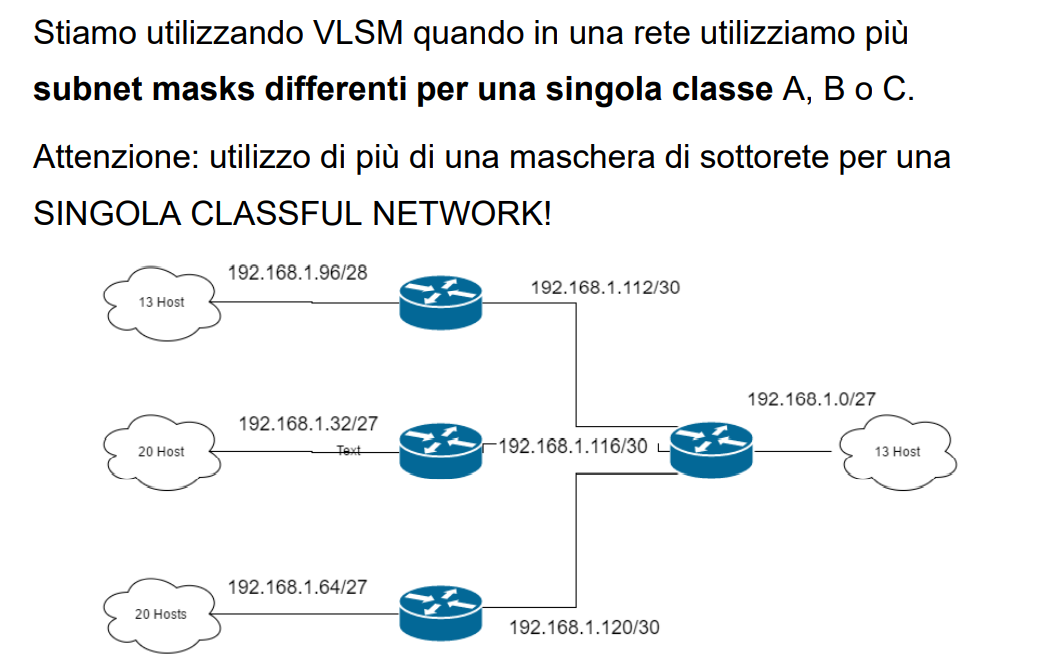 Stiamo utilizzando VLSM quando in una rete utilizziamo più
subnet masks differenti per una singola classe A, B o C.
Attenzione: utilizzo di più di una maschera di sottorete per una
SINGOLA CLASSFUL NETWORK!
192.168.1.96/28
13 Host
192.168.1.112/30
192.168.1.0/27
192.168.1.32/27
20 Host
Text
192.168.1.116/30
13 Host
192.168.1.64/27
20 Hosts
192.168.1.120/30